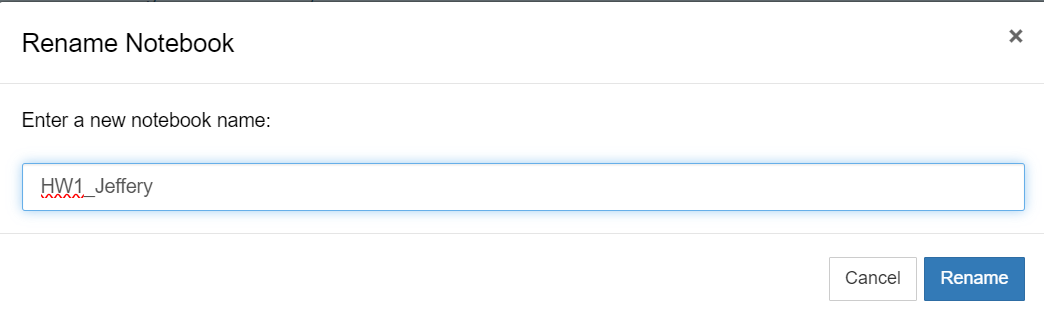 Rename Notebook
×
Enter a new notebook name:
HW1_Jeffery
Cancel
Rename